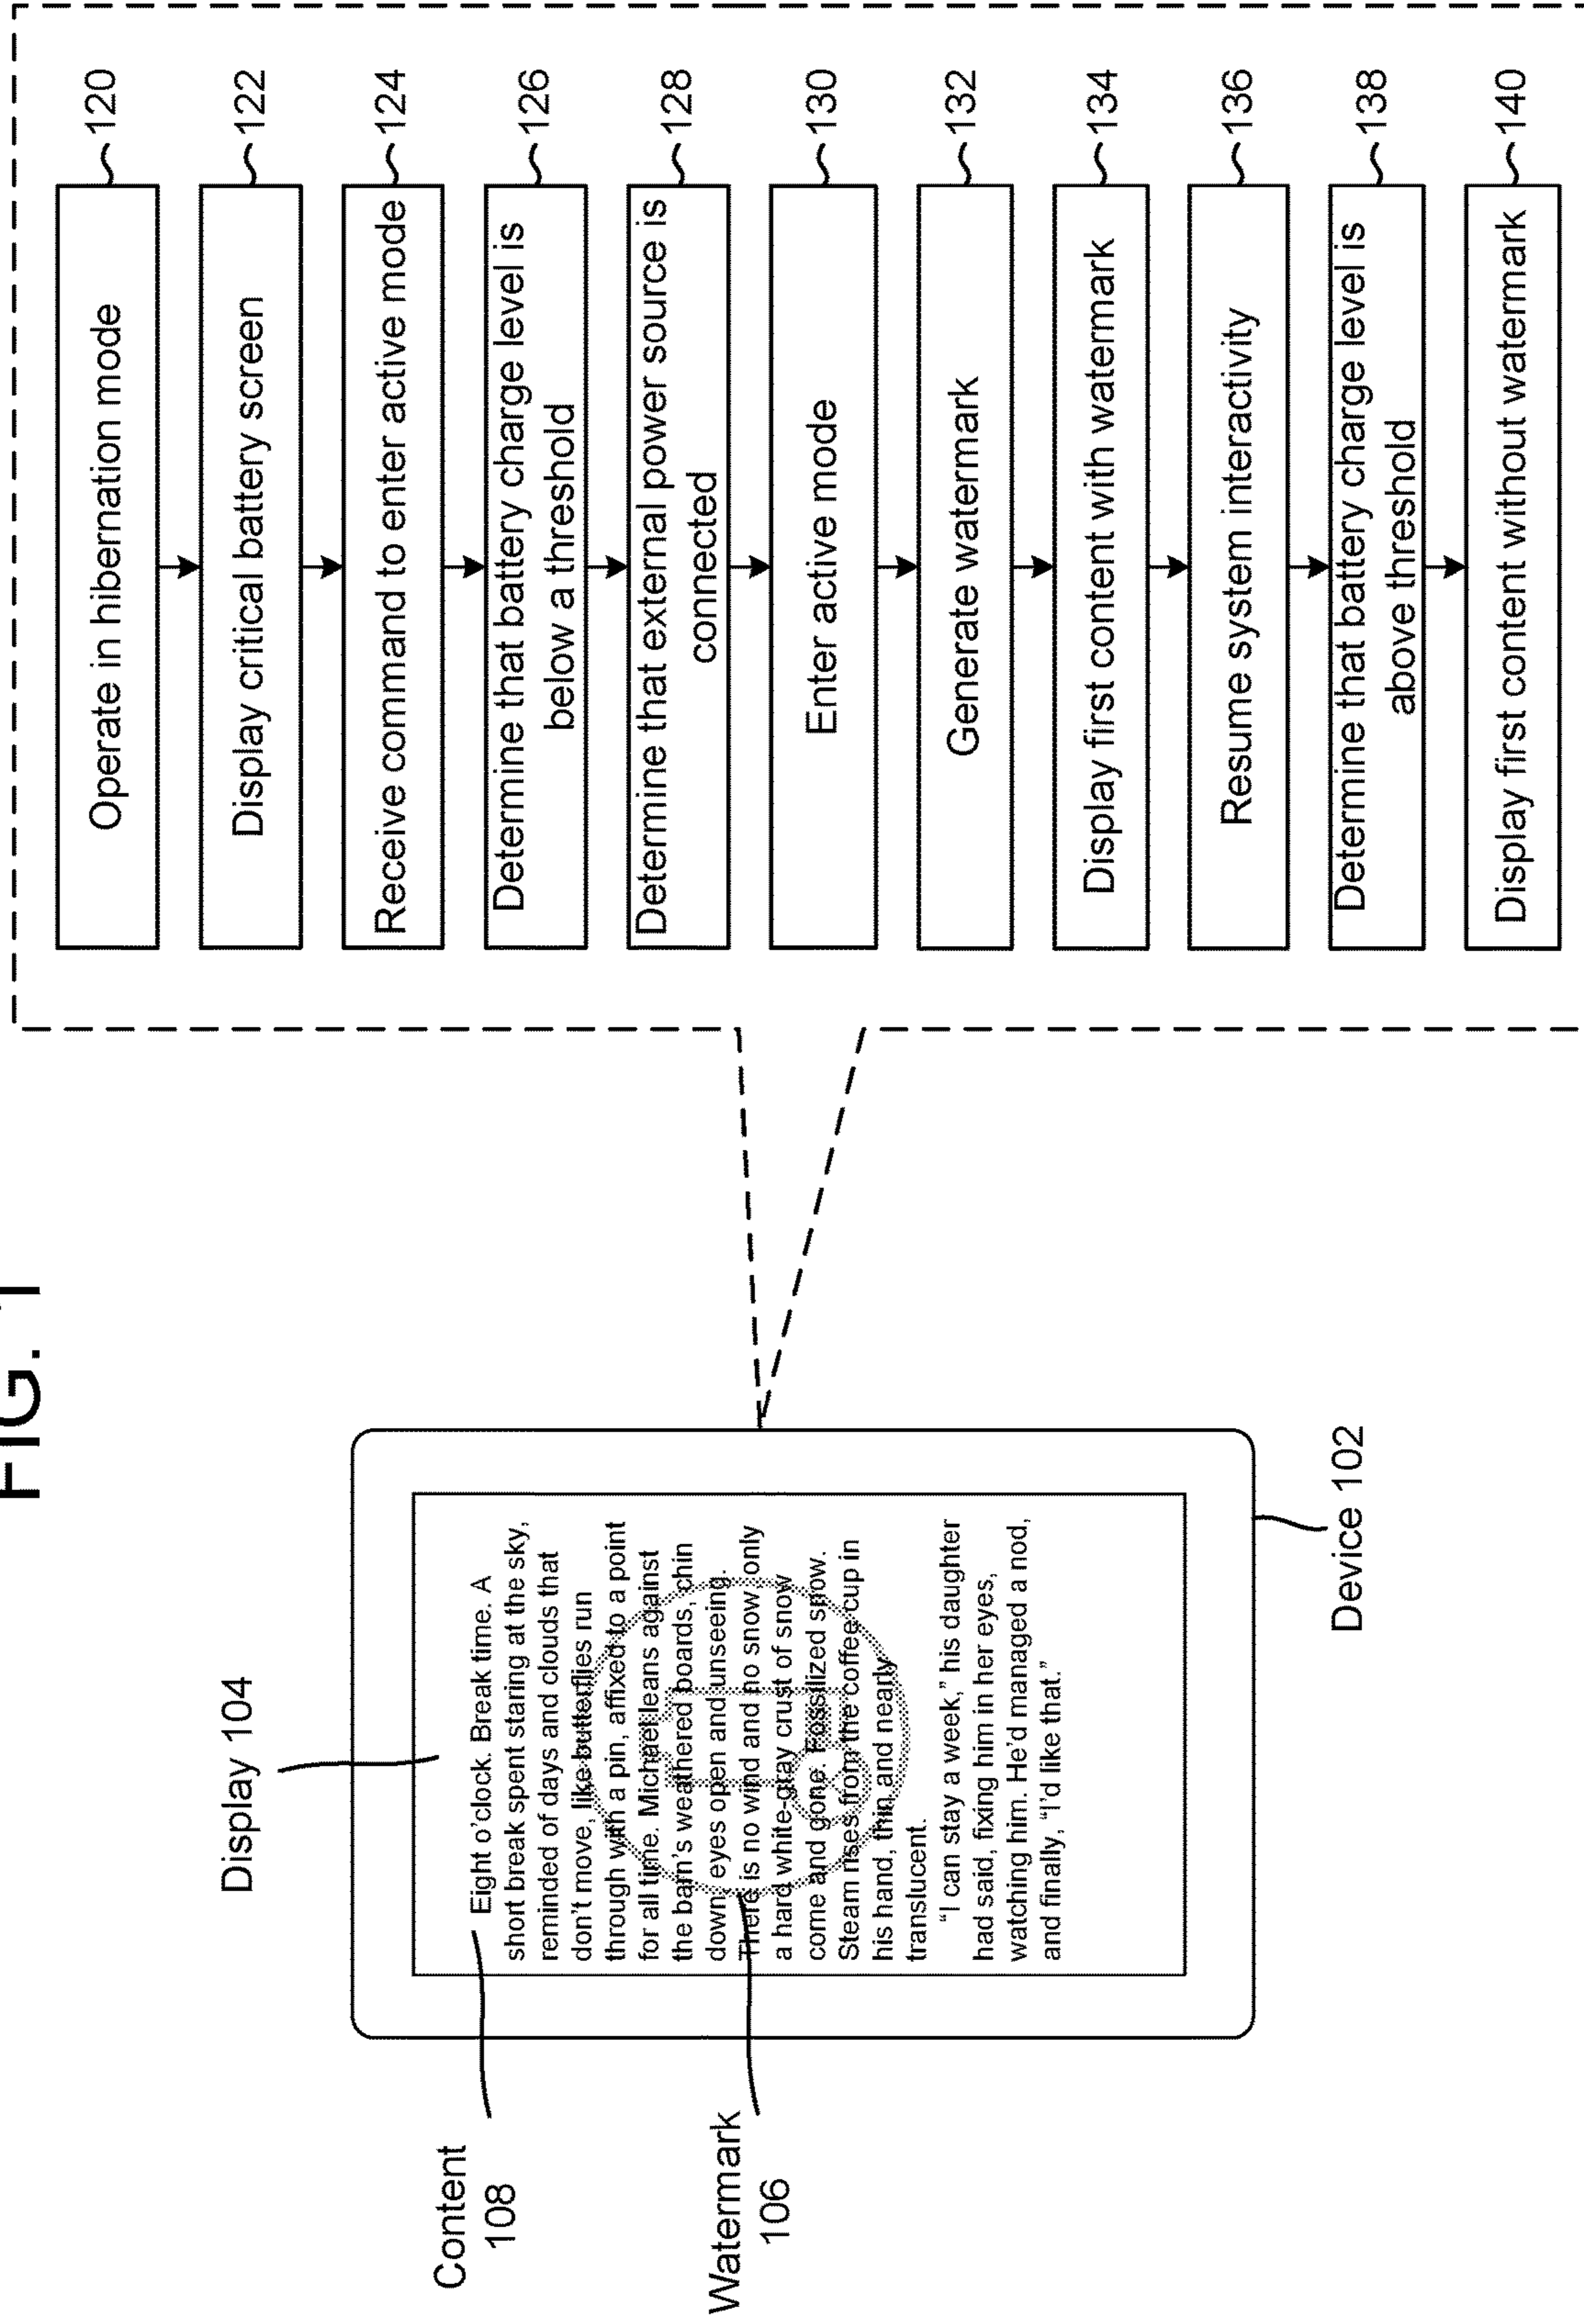 FIG. 1
Display 104
Content
108
Watermark
106
Device 102
Eight o’clock. Break time. A
short break spent staring at the sky,
reminded of days and clouds that
don’t move, like butterflies run
through with a pin, affixed to a point
for all time. Michael leans against
the barn’s weathered boards, chin
down, eyes open and unseeing.
There is no wind and no snow only
a hard white-gray crust of snow
come and gone. Fossilized snow.
Steam rises from the coffee cup in
his hand, thin and nearly
translucent.
“I can stay a week,” his daughter
had said, fixing him in her eyes,
watching him. He’d managed a nod,
and finally, “I’d like that.”
Operate in hibernation mode
120
Display critical battery screen
122
Receive command to enter active mode
124
Determine that battery charge level is
below a threshold
126
Determine that external power source is
connected
128
Enter active mode
130
Generate watermark
132
Display first content with watermark
134
Resume system interactivity
136
Determine that battery charge level is
above threshold
138
Display first content without watermark
140